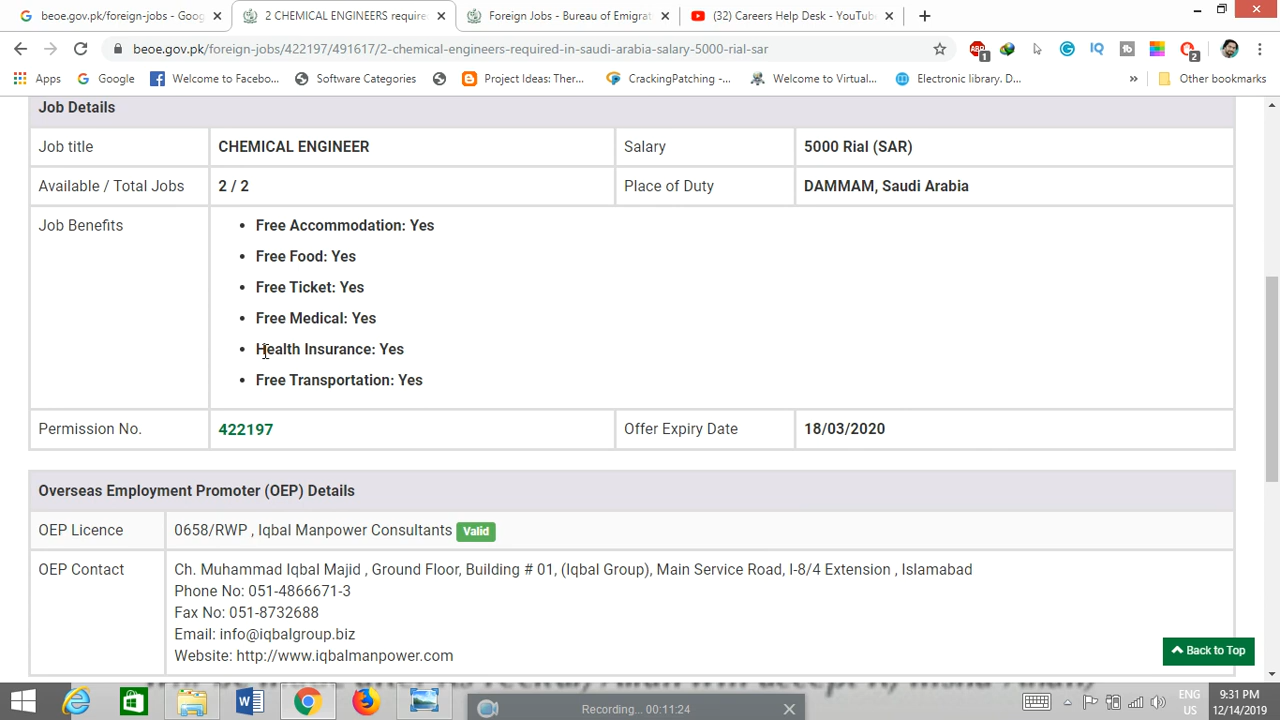 beoe.gov.pk/foreign-jobs - Goog
2 CHEMICAL ENGINEERS require
Foreign Jobs - Bureau of Emigrat
(32) Careers Help Desk - YouTub
beoe.gov.pk/foreign-jobs/422197/491617/2-chemical-engineers-required-in-saudi-arabia-salary-5000-rial-sar
Apps
Google
Welcome to Facebo...
Software Categories
Project Ideas: Ther...
CrackingPatching -...
Welcome to Virtual...
Electronic library. D...
Other bookmarks
Job Details
Job title CHEMICAL ENGINEER Salary 5000 Rial (SAR)
Available / Total Jobs 2 / 2 Place of Duty DAMMAM, Saudi Arabia
Job Benefits
• Free Accommodation: Yes
• Free Food: Yes
• Free Ticket: Yes
• Free Medical: Yes
• Health Insurance: Yes
• Free Transportation: Yes
Permission No. 422197 Offer Expiry Date 18/03/2020
Overseas Employment Promoter (OEP) Details
OEP Licence 0658/RWP , Iqbal Manpower Consultants Valid
OEP Contact Ch. Muhammad Iqbal Majid , Ground Floor, Building # 01, (Iqbal Group), Main Service Road, I-8/4 Extension , Islamabad
Phone No: 051-4866671-3
Fax No: 051-8732688
Email: info@iqbalgroup.biz
Website: http://www.iqbalmanpower.com
Back to Top
Recording... 00:11:24
ENG
US
9:31 PM
12/14/2019